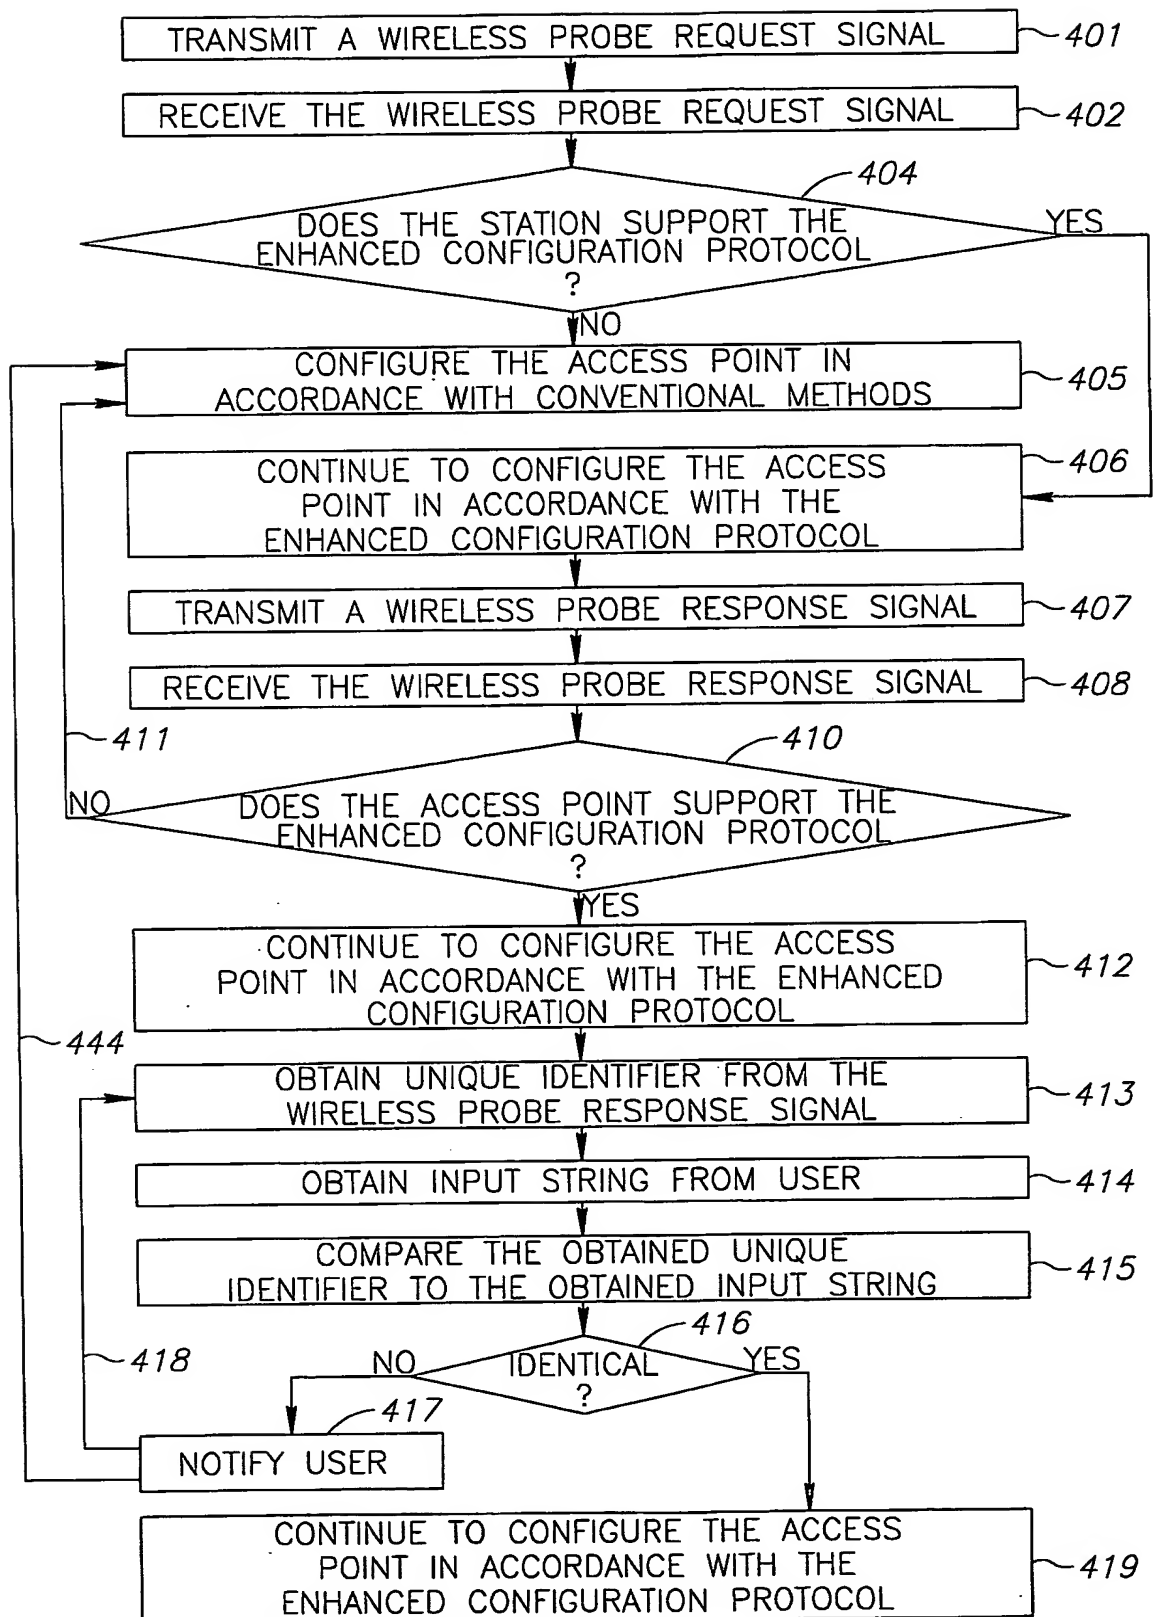 TRANSMIT A WIRELESS PROBE REQUEST SIGNAL 401
RECEIVE THE WIRELESS PROBE REQUEST SIGNAL 402
404
DOES THE STATION SUPPORT THE
ENHANCED CONFIGURATION PROTOCOL
?
YES
NO
CONFIGURE THE ACCESS POINT IN
ACCORDANCE WITH CONVENTIONAL METHODS
405
CONTINUE TO CONFIGURE THE ACCESS
POINT IN ACCORDANCE WITH THE
ENHANCED CONFIGURATION PROTOCOL
406
TRANSMIT A WIRELESS PROBE RESPONSE SIGNAL 407
RECEIVE THE WIRELESS PROBE RESPONSE SIGNAL 408
411
410
NO
DOES THE ACCESS POINT SUPPORT THE
ENHANCED CONFIGURATION PROTOCOL
?
YES
CONTINUE TO CONFIGURE THE ACCESS
POINT IN ACCORDANCE WITH THE ENHANCED
CONFIGURATION PROTOCOL
412
444
OBTAIN UNIQUE IDENTIFIER FROM THE
WIRELESS PROBE RESPONSE SIGNAL
413
OBTAIN INPUT STRING FROM USER 414
COMPARE THE OBTAINED UNIQUE
IDENTIFIER TO THE OBTAINED INPUT STRING
415
416
IDENTICAL
?
NO
YES
418
417
NOTIFY USER
CONTINUE TO CONFIGURE THE ACCESS
POINT IN ACCORDANCE WITH THE
ENHANCED CONFIGURATION PROTOCOL
419